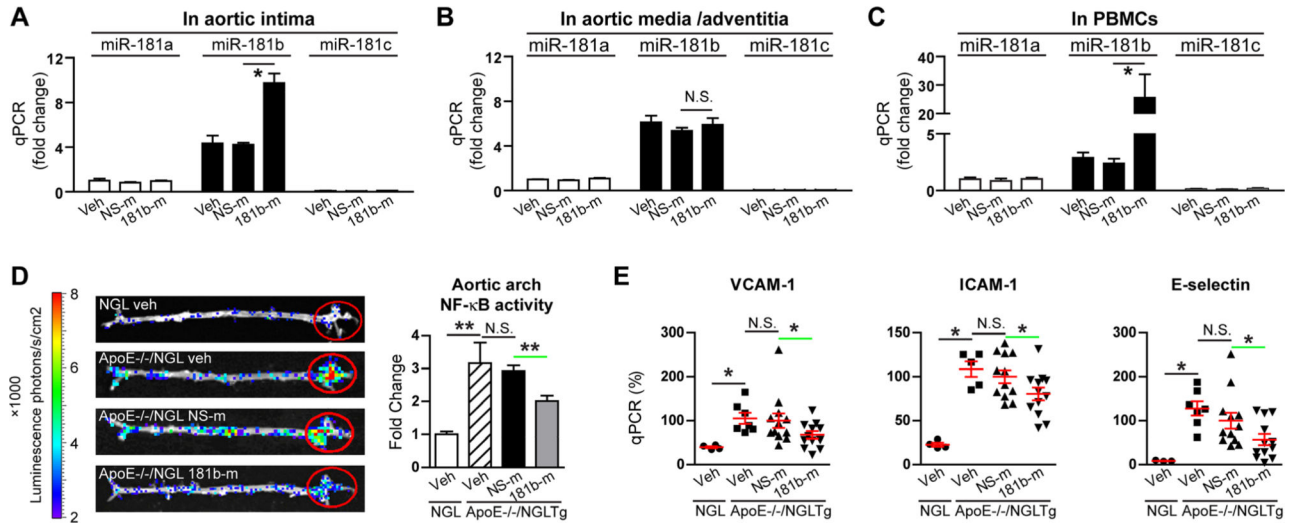 A
In aortic intima
miR-181a miR-181b miR-181c
qPCR
(fold change)
12
8
4
0
*
Veh NS-m 181b-m Veh NS-m 181b-m Veh NS-m 181b-m
B
In aortic media /adventitia
miR-181a miR-181b miR-181c
qPCR
(fold change)
12
8
4
0
N.S.
Veh NS-m 181b-m Veh NS-m 181b-m Veh NS-m 181b-m
C
In PBMCs
miR-181a miR-181b miR-181c
qPCR
(fold change)
40
30
20
10
5
0
*
Veh NS-m 181b-m Veh NS-m 181b-m Veh NS-m 181b-m
D
×1000
Luminescence photons/s/cm2
8
6
4
2
NGL veh
ApoE-/-/NGL veh
ApoE-/-/NGL NS-m
ApoE-/-/NGL 181b-m
Aortic arch
NF-κB activity
Fold Change
4
3
2
1
0
** N.S. **
Veh Veh NS-m 181b-m
NGL ApoE-/-/NGLTg
E
VCAM-1
qPCR (%)
300
200
100
0
* N.S. *
Veh Veh NS-m 181b-m
NGL ApoE-/-/NGLTg
ICAM-1
150
100
50
0
* N.S. *
Veh Veh NS-m 181b-m
NGL ApoE-/-/NGLTg
E-selectin
300
200
100
0
* N.S. *
Veh Veh NS-m 181b-m
NGL ApoE-/-/NGLTg